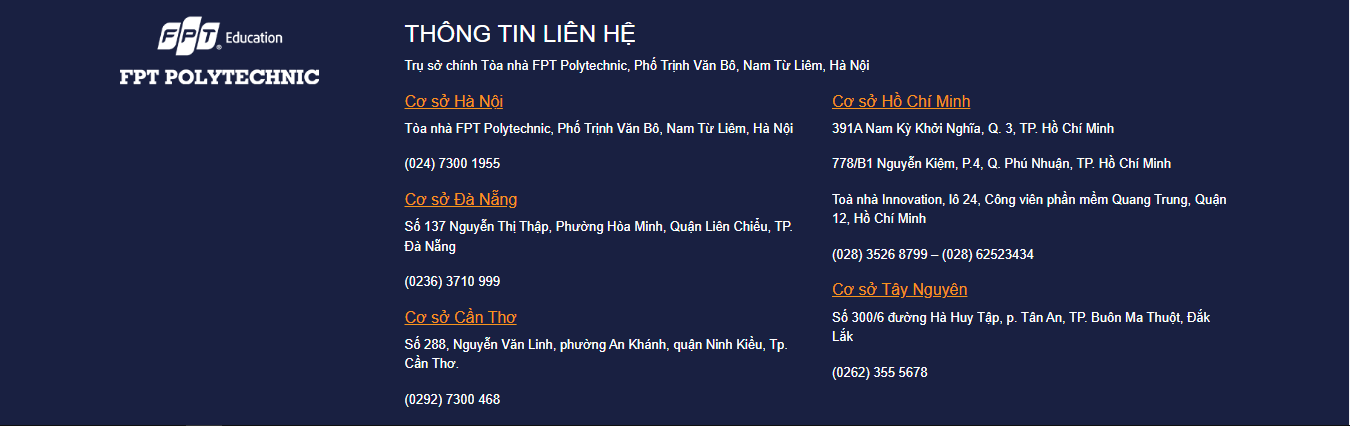 FPT Education
FPT POLYTECHNIC
THÔNG TIN LIÊN HỆ
Trụ sở chính Tòa nhà FPT Polytechnic, Phố Trịnh Văn Bô, Nam Từ Liêm, Hà Nội
Cơ sở Hà Nội
Tòa nhà FPT Polytechnic, Phố Trịnh Văn Bô, Nam Từ Liêm, Hà Nội
(024) 7300 1955
Cơ sở Đà Nẵng
Số 137 Nguyễn Thị Thập, Phường Hòa Minh, Quận Liên Chiểu, TP.
Đà Nẵng
(0236) 3710 999
Cơ sở Cần Thơ
Số 288, Nguyễn Văn Linh, phường An Khánh, quận Ninh Kiều, Tp.
Cần Thơ.
(0292) 7300 468
Cơ sở Hồ Chí Minh
391A Nam Kỳ Khởi Nghĩa, Q. 3, TP. Hồ Chí Minh
778/B1 Nguyễn Kiệm, P.4, Q. Phú Nhuận, TP. Hồ Chí Minh
Toà nhà Innovation, lô 24, Công viên phần mềm Quang Trung, Quận
12, Hồ Chí Minh
(028) 3526 8799 – (028) 62523434
Cơ sở Tây Nguyên
Số 300/6 đường Hà Huy Tập, p. Tân An, TP. Buôn Ma Thuột, Đắk
Lắk
(0262) 355 5678